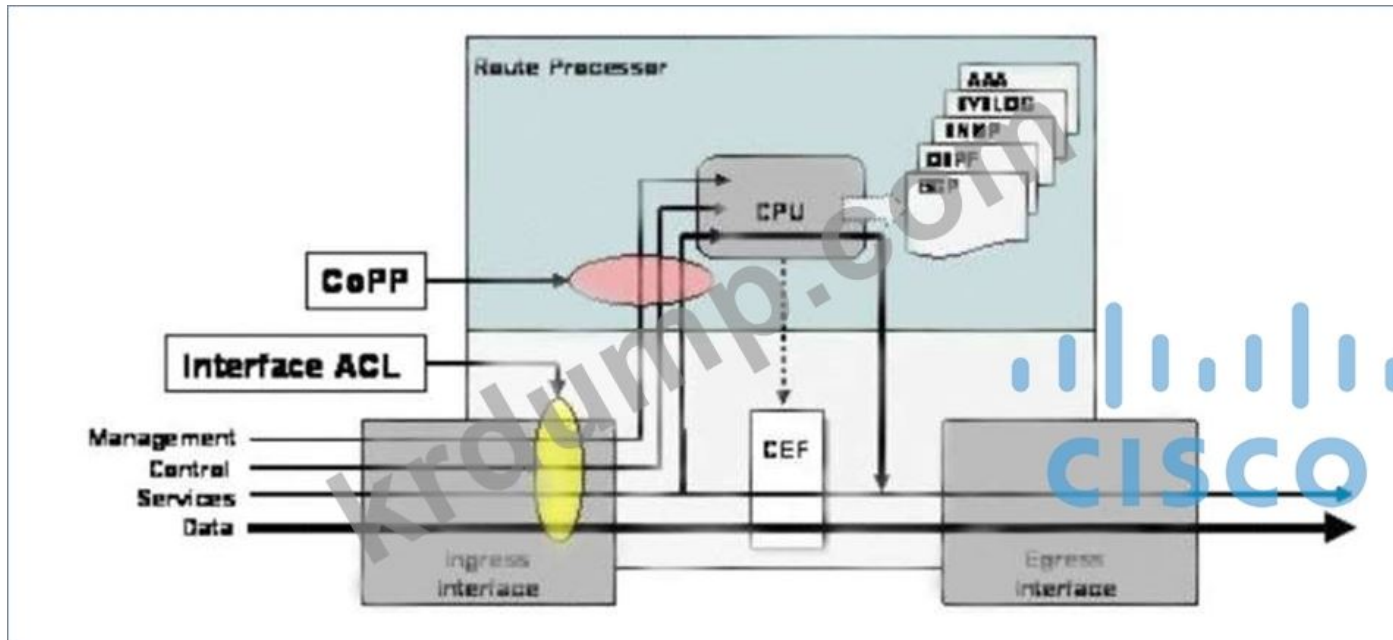 Route Processor
AAA
SYSLOG
SNMP
OSPF
BGP
CPU
CoPP
Interface ACL
Management
Control
Services
Data
CEF
Ingress
Interface
Egress
Interface
CISCO
krdump.com